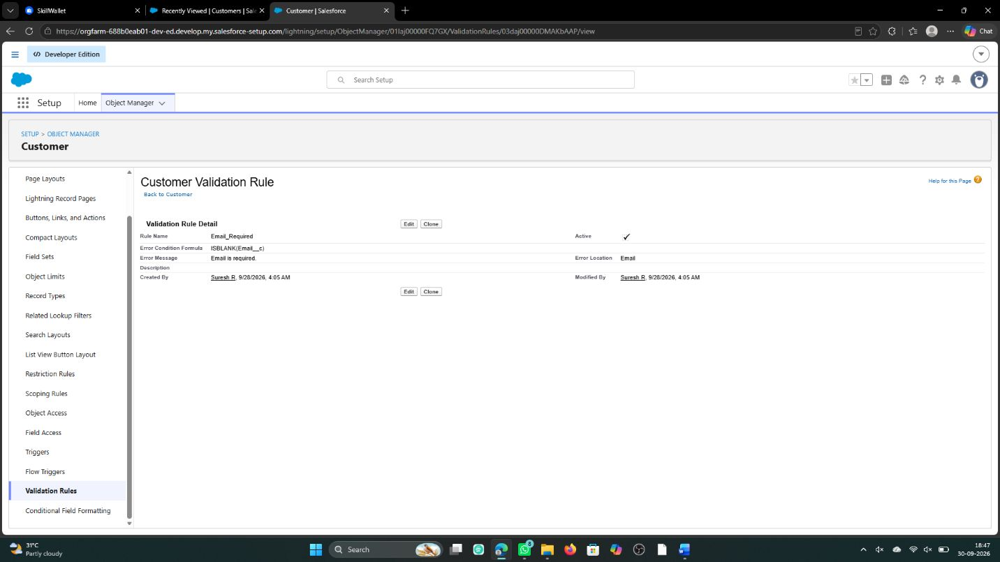 SkillWallet
Recently Viewed | Customers | Sale
Customer | Salesforce
https://orgfarm-688b0eab01-dev-ed.develop.my.salesforce-setup.com/lightning/setup/ObjectManager/01Iaj00000FQ7GX/ValidationRules/03daj00000DMAKbAAP/view
Chat
Developer Edition
Search Setup
Setup
Home
Object Manager
SETUP > OBJECT MANAGER
Customer
Page Layouts
Lightning Record Pages
Buttons, Links, and Actions
Compact Layouts
Field Sets
Object Limits
Record Types
Related Lookup Filters
Search Layouts
List View Button Layout
Restriction Rules
Scoping Rules
Object Access
Field Access
Triggers
Flow Triggers
Validation Rules
Conditional Field Formatting
Customer Validation Rule
Help for this Page
Back to Customer
Validation Rule Detail
Edit Clone
Rule Name Email_Required Active
Error Condition Formula ISBLANK(Email__c)
Error Message Email is required. Error Location Email
Description
Created By Suresh R, 9/28/2026, 4:05 AM Modified By Suresh R, 9/28/2026, 4:05 AM
Edit Clone
31°C
Partly cloudy
Search
8
18:47
30-09-2026